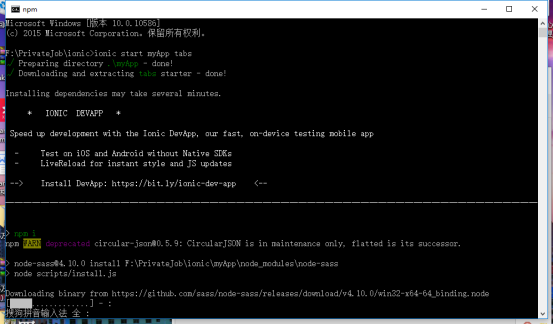 npm
Microsoft Windows [版本 10.0.10586]
(c) 2015 Microsoft Corporation。保留所有权利。
F:\PrivateJob\ionic>ionic start myApp tabs
✓ Preparing directory .\myApp - done!
✓ Downloading and extracting tabs starter - done!
Installing dependencies may take several minutes.
* IONIC DEVAPP *
Speed up development with the Ionic DevApp, our fast, on-device testing mobile app
- Test on iOS and Android without Native SDKs
- LiveReload for instant style and JS updates
--> Install DevApp: https://bit.ly/ionic-dev-app <--
> npm i
npm WARN deprecated circular-json@0.5.9: CircularJSON is in maintenance only, flatted is its successor.
> node-sass@4.10.0 install F:\PrivateJob\ionic\myApp\node_modules\node-sass
> node scripts/install.js
Downloading binary from https://github.com/sass/node-sass/releases/download/v4.10.0/win32-x64-64_binding.node
[ ............] - :
搜狗拼音输入法 全 :